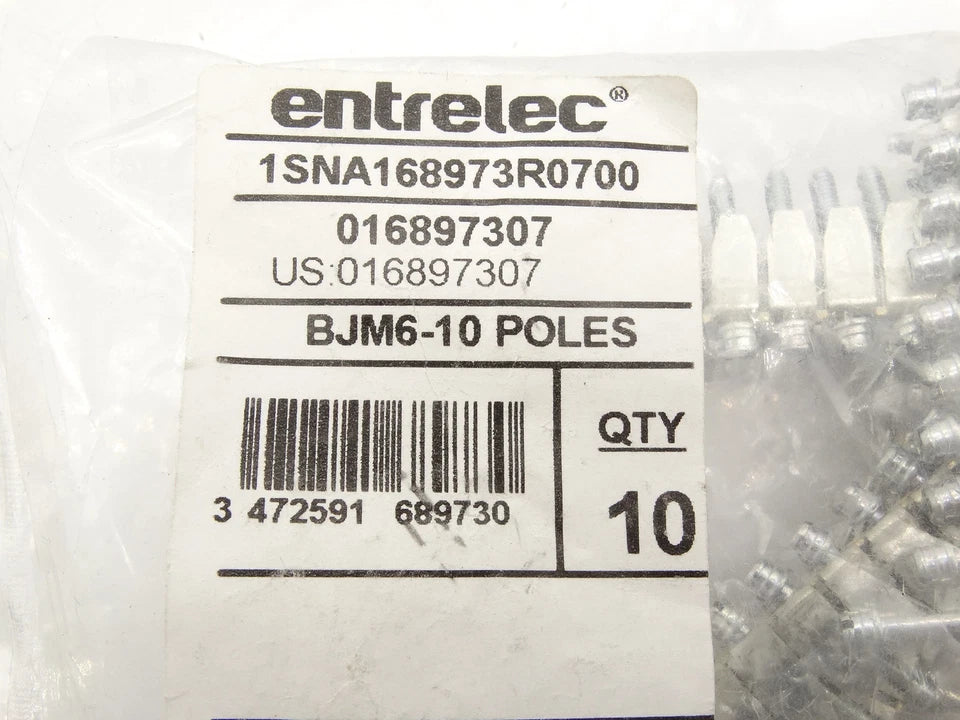 entrelec®
1SNA168973R0700
016897307
US:016897307
BJM6-10 POLES
QTY
10
3 472591 689730